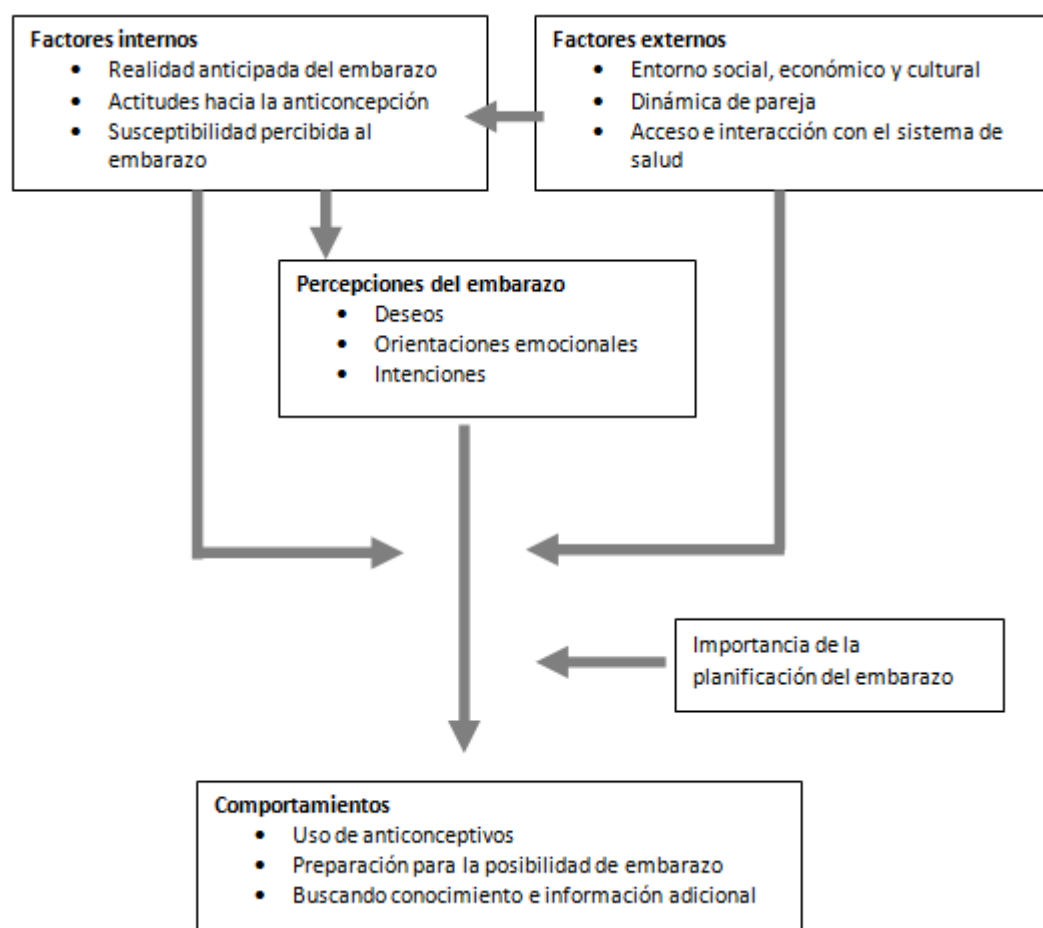 Factores internos
• Realidad anticipada del embarazo
• Actitudes hacia la anticoncepción
• Susceptibilidad percibida al
embarazo
Factores externos
• Entorno social, económico y cultural
• Dinámica de pareja
• Acceso e interacción con el sistema de
salud
Percepciones del embarazo
• Deseos
• Orientaciones emocionales
• Intenciones
Importancia de la
planificación del embarazo
Comportamientos
• Uso de anticonceptivos
• Preparación para la posibilidad de embarazo
• Buscando conocimiento e información adicional